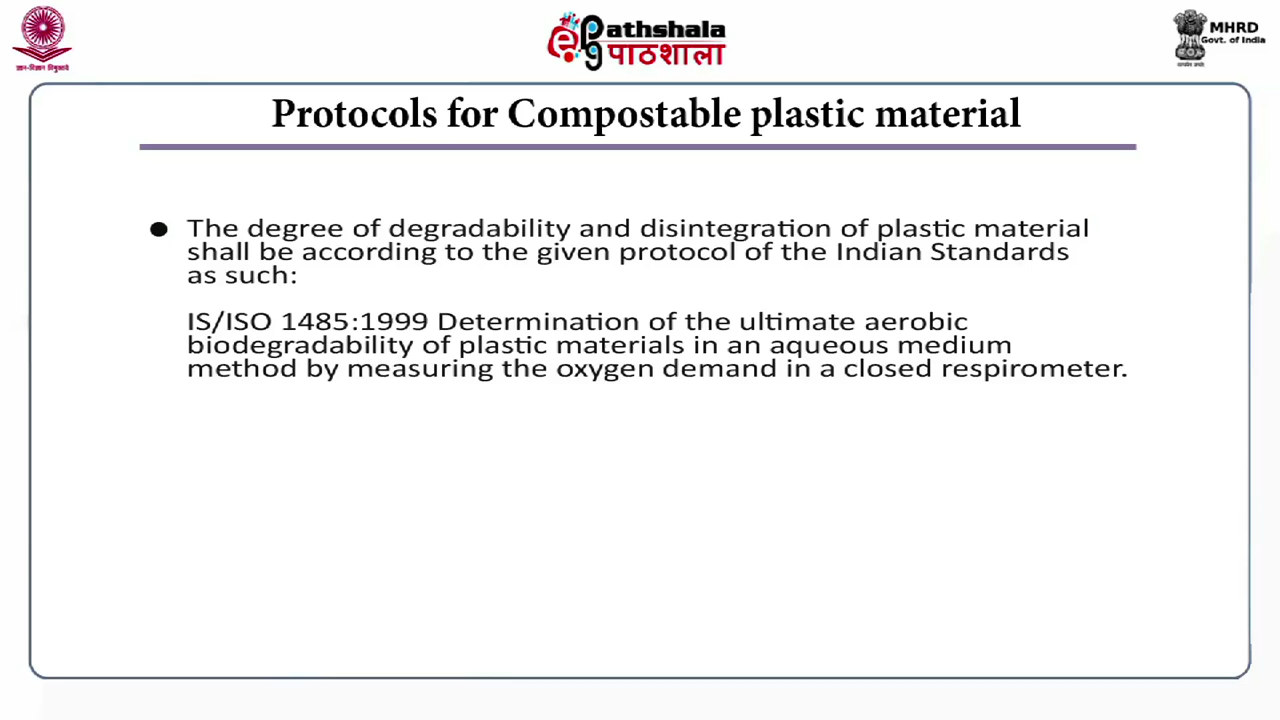 Pathshala
पाठशाला
MHRD
Govt. of India
Protocols for Compostable plastic material
The degree of degradability and disintegration of plastic material
shall be according to the given protocol of the Indian Standards
as such:
IS/ISO 1485:1999 Determination of the ultimate aerobic
biodegradability of plastic materials in an aqueous medium
method by measuring the oxygen demand in a closed respirometer.